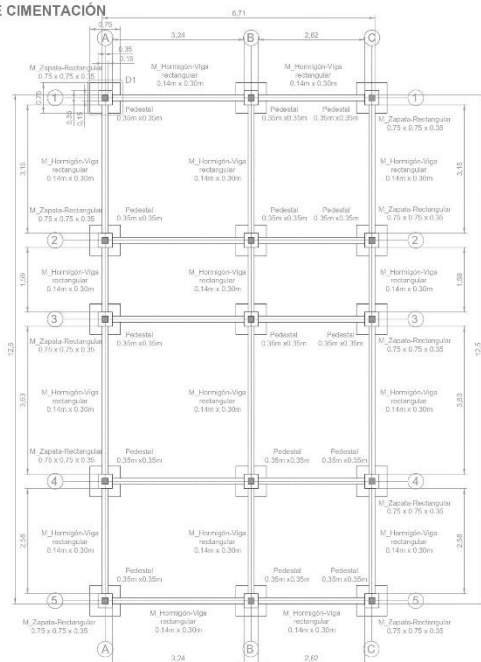 E CIMENTACIÓN
6,71
0.75
A
3,24
B
2,62
C
0.35
0.15
M_Zapata-Rectangular
0.75 x 0.75 x 0.35
M_Hormigón-Viga
rectangular
0.14m x 0.30m
M_Hormigón-Viga
rectangular
0.14m x 0.30m
D1
0.75
0.35
0.15
1
1
Pedestal
0.35m x0.35m
Pedestal
0.35m x0.35m
Pedestal
0.35m x0.35m
M_Zapata-Rectangular
0.75 x 0.75 x 0.35
3,15
M_Hormigón-Viga
rectangular
0.14m x 0.30m
M_Hormigón-Viga
rectangular
0.14m x 0.30m
M_Hormigón-Viga
rectangular
0.14m x 0.30m
3,15
M_Zapata-Rectangular
0.75 x 0.75 x 0.35
Pedestal
0.35m x0.35m
Pedestal
0.35m x0.35m
Pedestal
0.35m x0.35m
M_Zapata-Rectangular
0.75 x 0.75 x 0.35
2
2
1,59
M_Hormigón-Viga
rectangular
0.14m x 0.30m
M_Hormigón-Viga
rectangular
0.14m x 0.30m
M_Hormigón-Viga
rectangular
0.14m x 0.30m
1,59
3
3
12,5
12,5
M_Zapata-Rectangular
0.75 x 0.75 x 0.35
Pedestal
0.35m x0.35m
Pedestal
0.35m x0.35m
Pedestal
0.35m x0.35m
M_Zapata-Rectangular
0.75 x 0.75 x 0.35
3,63
M_Hormigón-Viga
rectangular
0.14m x 0.30m
M_Hormigón-Viga
rectangular
0.14m x 0.30m
M_Hormigón-Viga
rectangular
0.14m x 0.30m
3,63
M_Zapata-Rectangular
0.75 x 0.75 x 0.35
Pedestal
0.35m x0.35m
Pedestal
0.35m x0.35m
Pedestal
0.35m x0.35m
4
4
M_Zapata-Rectangular
0.75 x 0.75 x 0.35
2,58
M_Hormigón-Viga
rectangular
0.14m x 0.30m
M_Hormigón-Viga
rectangular
0.14m x 0.30m
M_Hormigón-Viga
rectangular
0.14m x 0.30m
2,58
Pedestal
0.35m x0.35m
Pedestal
0.35m x0.35m
Pedestal
0.35m x0.35m
5
5
M_Zapata-Rectangular
0.75 x 0.75 x 0.35
M_Hormigón-Viga
rectangular
0.14m x 0.30m
M_Hormigón-Viga
rectangular
0.14m x 0.30m
M_Zapata-Rectangular
0.75 x 0.75 x 0.35
A
3,24
B
2,62
C